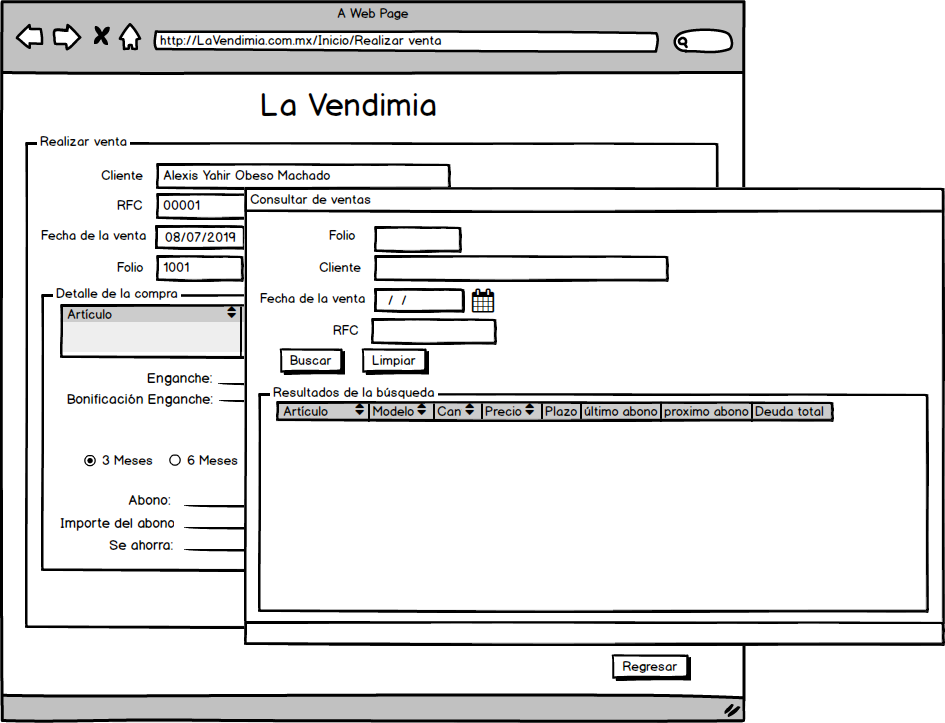 A Web Page
http://LaVendimia.com.mx/Inicio/Realizar venta
La Vendimia
Realizar venta
Cliente Alexis Yahir Obeso Machado
RFC 00001
Fecha de la venta 08/07/2019
Folio 1001
Detalle de la compra
Artículo
Enganche:
Bonificación Enganche:
3 Meses 6 Meses
Abono:
Importe del abono
Se ahorra:
Consultar de ventas
Folio
Cliente
Fecha de la venta / /
RFC
Buscar Limpiar
Resultados de la búsqueda
Artículo Modelo Can Precio Plazo último abono proximo abono Deuda total
Regresar